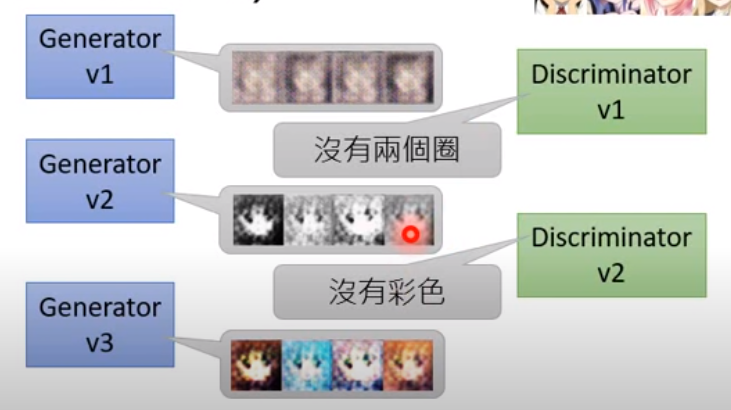 Generator
v1
Discriminator
v1
沒有兩個圈
Generator
v2
Discriminator
v2
沒有彩色
Generator
v3